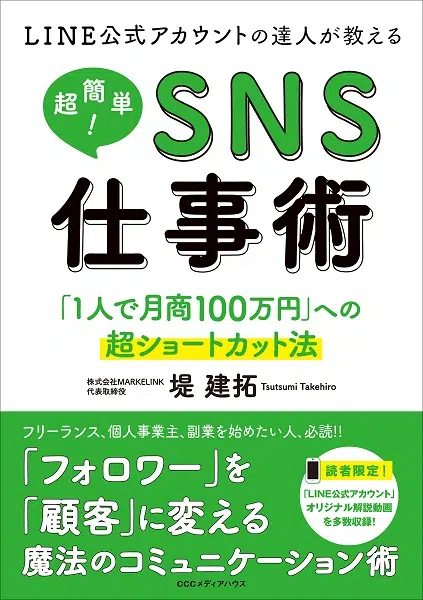 LINE公式アカウントの達人が教える
超簡単!
SNS
仕事術
「1人で月商100万円」への
超ショートカット法
株式会社MARKELINK
代表取締役
堤 建拓 Tsutsumi Takehiro
フリーランス、個人事業主、副業を始めたい人、必読!!
「フォロワー」を
「顧客」に変える
魔法のコミュニケーション術
読者限定!
「LINE公式アカウント」
オリジナル解説動画
を多数収録!
CCCメディアハウス